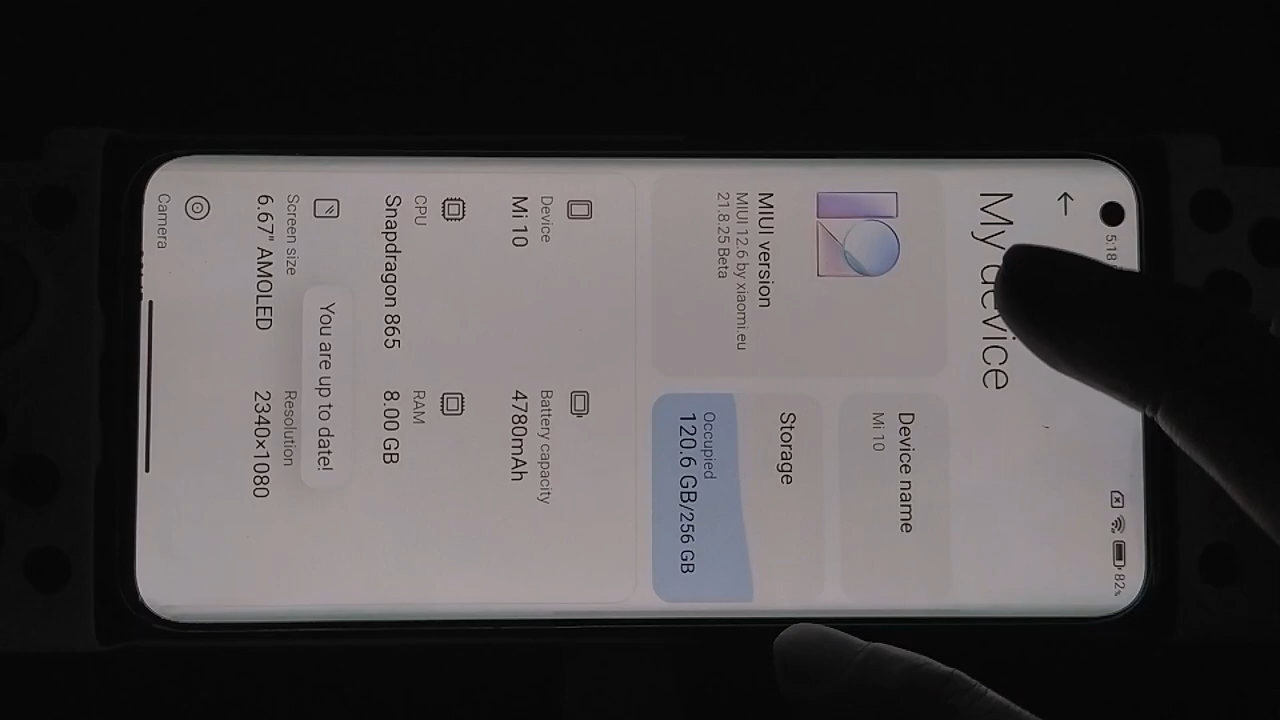 5:18
82%
My device
MIUI version
MIUI 12.6 by xiaomi.eu
21.8.25 Beta
Device name
Mi 10
Storage
Occupied
120.6 GB/256 GB
Device
Mi 10
Battery capacity
4780mAh
CPU
Snapdragon 865
RAM
8.00 GB
You are up to date!
Screen size
6.67" AMOLED
Resolution
2340×1080
Camera